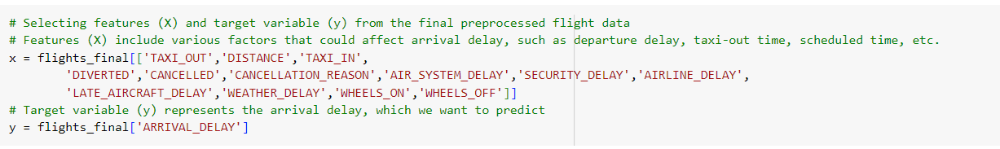 # Selecting features (X) and target variable (y) from the final preprocessed flight data
# Features (X) include various factors that could affect arrival delay, such as departure delay, taxi-out time, scheduled time, etc.
x = flights_final[['TAXI_OUT','DISTANCE','TAXI_IN',
'DIVERTED','CANCELLED','CANCELLATION_REASON','AIR_SYSTEM_DELAY','SECURITY_DELAY','AIRLINE_DELAY',
'LATE_AIRCRAFT_DELAY','WEATHER_DELAY','WHEELS_ON','WHEELS_OFF']]
# Target variable (y) represents the arrival delay, which we want to predict
y = flights_final['ARRIVAL_DELAY']